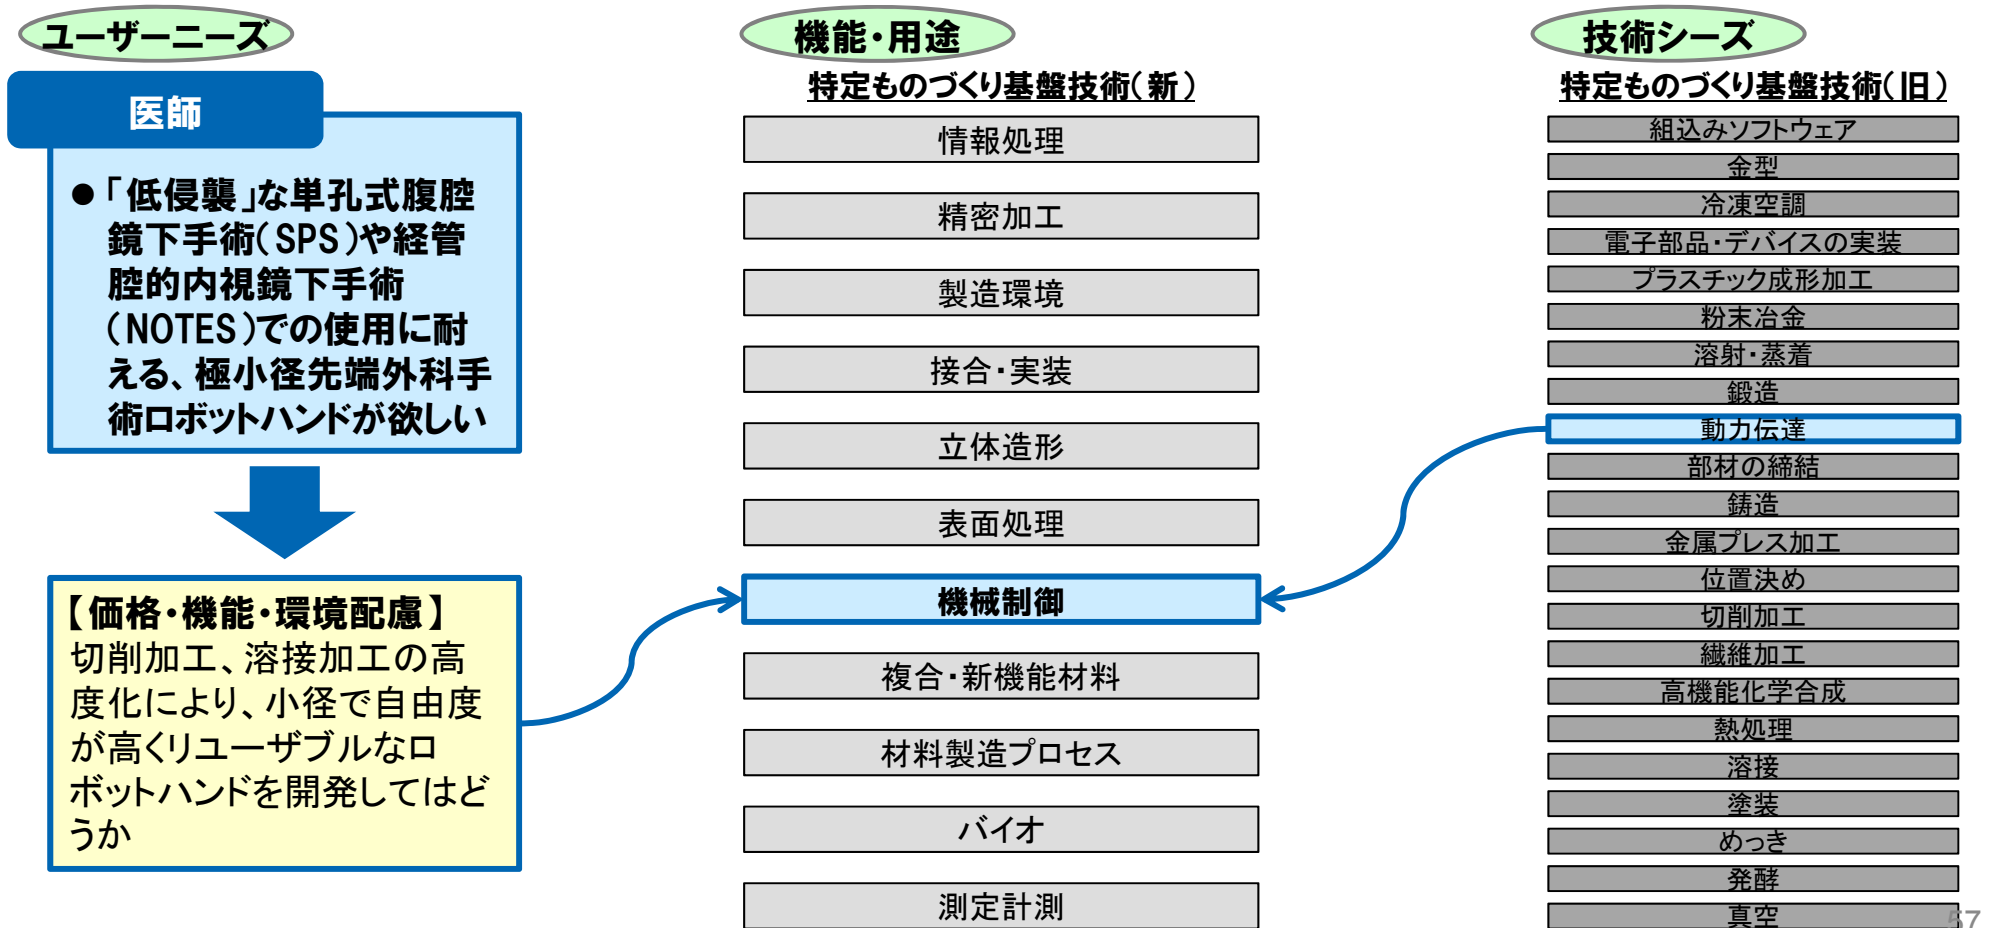 ユーザーニーズ
医師
●「低侵襲」な単孔式腹腔
鏡下手術(SPS)や経管
腔的内視鏡下手術
(NOTES)での使用に耐
える、極小径先端外科手
術ロボットハンドが欲しい
【価格・機能・環境配慮】
切削加工、溶接加工の高
度化により、小径で自由度
が高くリユーザブルなロ
ボットハンドを開発してはど
うか
機能・用途
特定ものづくり基盤技術(新)
情報処理
精密加工
製造環境
接合・実装
立体造形
表面処理
機械制御
複合・新機能材料
材料製造プロセス
バイオ
測定計測
技術シーズ
特定ものづくり基盤技術(旧)
組込みソフトウェア
金型
冷凍空調
電子部品・デバイスの実装
プラスチック成形加工
粉末冶金
溶射・蒸着
鍛造
動力伝達
部材の締結
鋳造
金属プレス加工
位置決め
切削加工
繊維加工
高機能化学合成
熱処理
溶接
塗装
めっき
発酵
真空
57